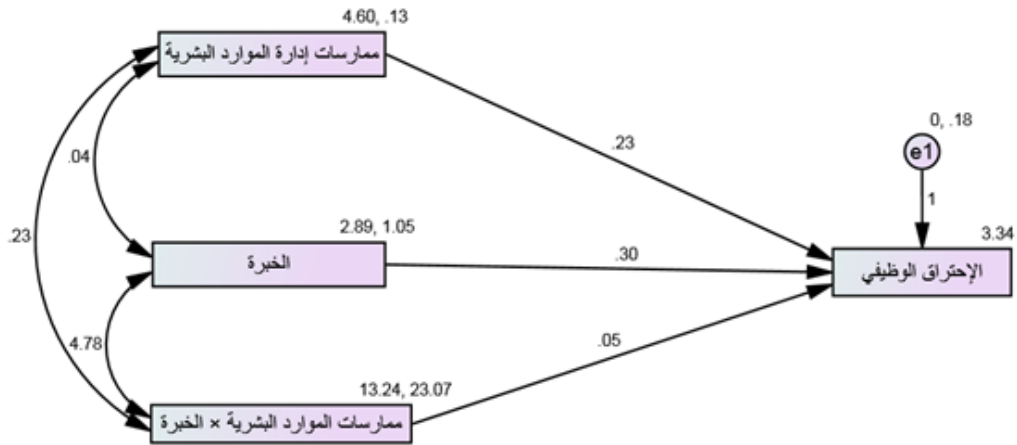 4.60, .13
ممارسات إدارة الموارد البشرية
0, .18
e1
.23
.04
1
.23
2.89, 1.05
3.34
الخبرة
.30
الإحتراق الوظيفي
4.78
.05
13.24, 23.07
ممارسات الموارد البشرية × الخبرة